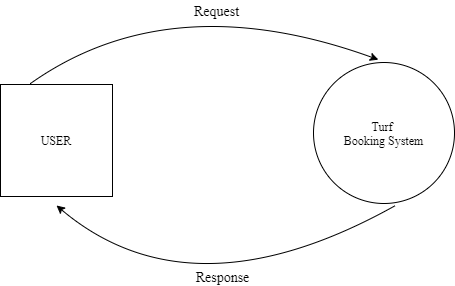 Request
USER
Turf
Booking System
Response